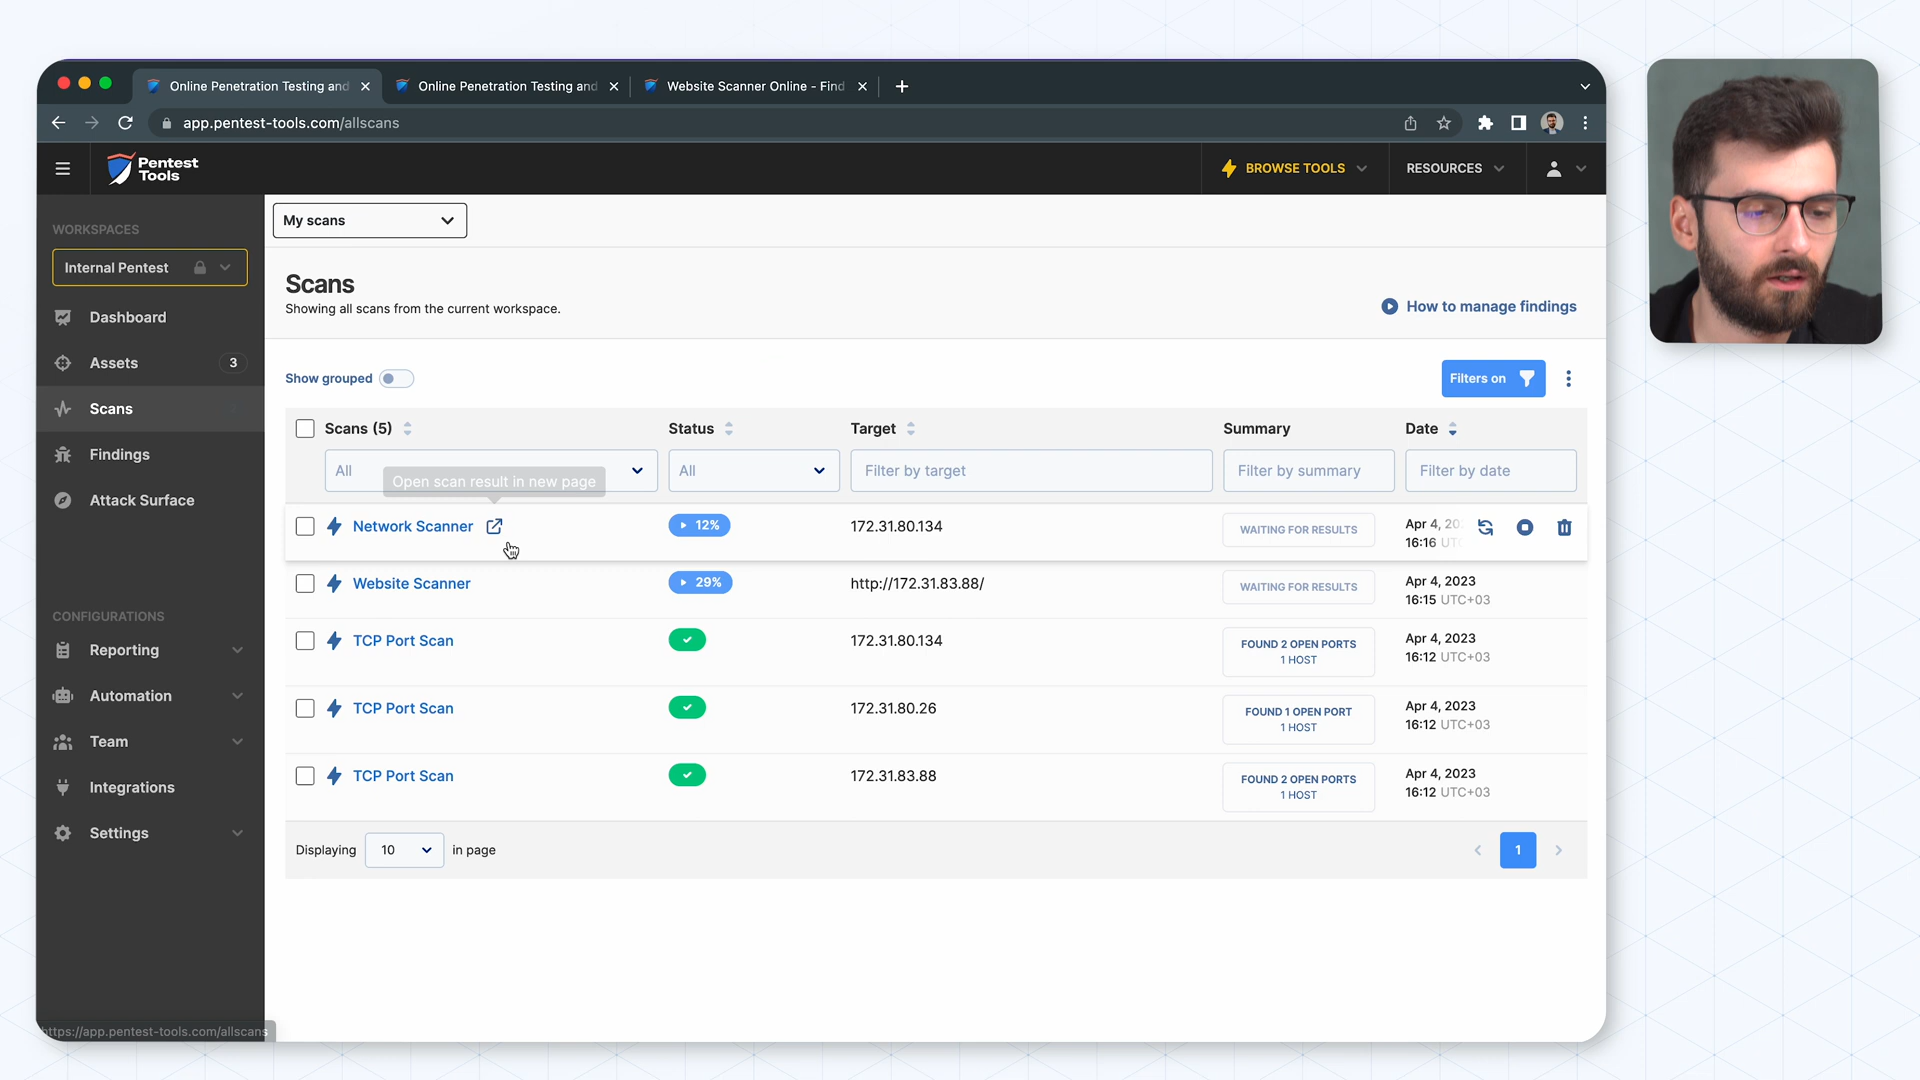 Online Penetration Testing and
Online Penetration Testing and
Website Scanner Online - Find
app.pentest-tools.com/allscans
Pentest
Tools
BROWSE TOOLS
RESOURCES
WORKSPACES
Internal Pentest
Dashboard
Assets 3
Scans
Findings
Attack Surface
CONFIGURATIONS
Reporting
Automation
Team
Integrations
Settings
https://app.pentest-tools.com/allscans
My scans
Scans
Showing all scans from the current workspace.
How to manage findings
Show grouped
Filters on
Scans (5) Status Target Summary Date
All All Filter by target Filter by summary Filter by date
Open scan result in new page
Network Scanner 12% 172.31.80.134 WAITING FOR RESULTS Apr 4, 20
16:16 UTC
Website Scanner 29% http://172.31.83.88/ WAITING FOR RESULTS Apr 4, 2023
16:15 UTC+03
TCP Port Scan 172.31.80.134 FOUND 2 OPEN PORTS Apr 4, 2023
1 HOST 16:12 UTC+03
TCP Port Scan 172.31.80.26 FOUND 1 OPEN PORT Apr 4, 2023
1 HOST 16:12 UTC+03
TCP Port Scan 172.31.83.88 FOUND 2 OPEN PORTS Apr 4, 2023
1 HOST 16:12 UTC+03
Displaying 10 in page
1